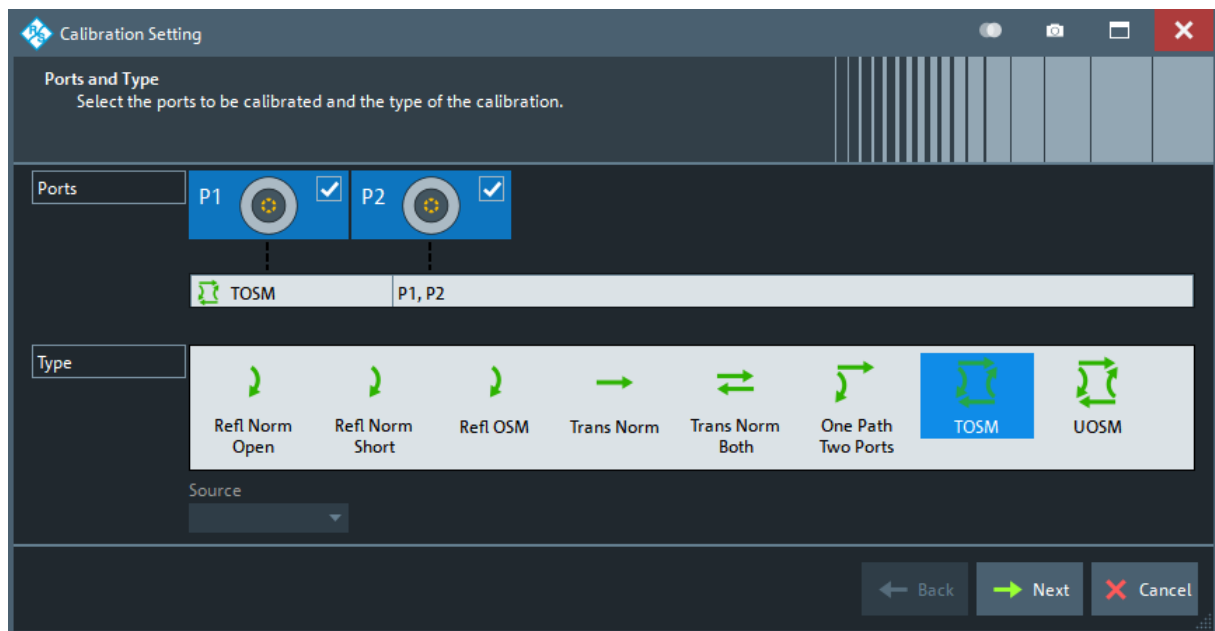 Calibration Setting
Ports and Type
Select the ports to be calibrated and the type of the calibration.
Ports
P1
P2
TOSM
P1, P2
Type
Refl Norm
Open
Refl Norm
Short
Refl OSM
Trans Norm
Trans Norm
Both
One Path
Two Ports
TOSM
UOSM
Source
Back
Next
Cancel